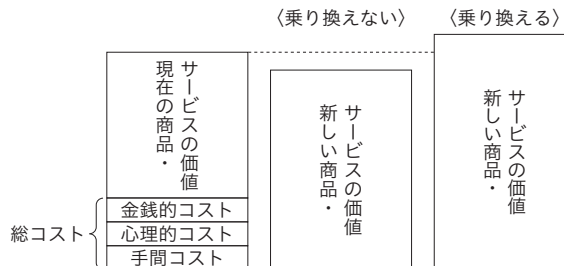 〈乗り換えない〉
〈乗り換える〉
現在の商品・
サービスの価値
金銭的コスト
心理的コスト
手間コスト
総コスト
新しい商品・
サービスの価値
新しい商品・
サービスの価値